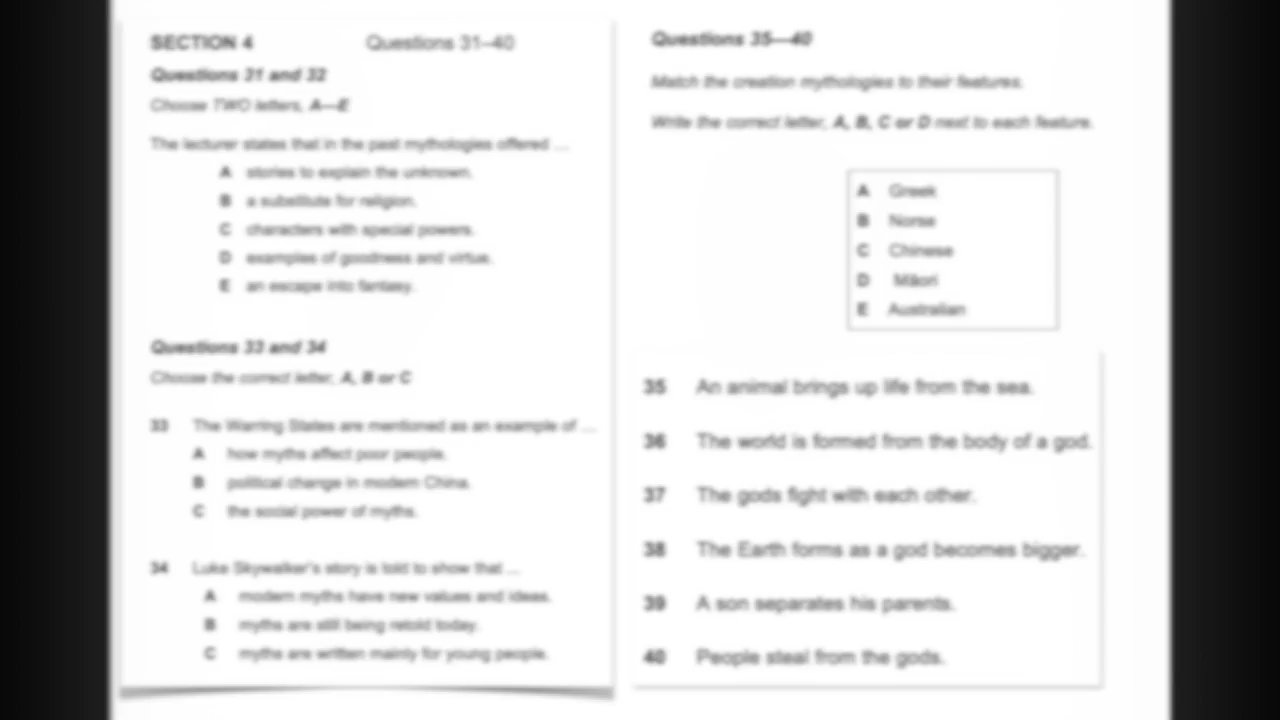 SECTION 4 Questions 31–40
Questions 31 and 32
Choose TWO letters, A—E
The lecturer states that in the past mythologies offered ...
A stories to explain the unknown.
B a substitute for religion.
C characters with special powers.
D examples of goodness and virtue.
E an escape into fantasy.
Questions 33 and 34
Choose the correct letter, A, B or C
33 The Warring States are mentioned as an example of ...
A how myths affect poor people.
B political change in modern China.
C the social power of myths.
34 Luke Skywalker's story is told to show that ...
A modern myths have new values and ideas.
B myths are still being retold today.
C myths are written mainly for young people.
Questions 35—40
Match the creation mythologies to their features.
Write the correct letter, A, B, C or D next to each feature.
A Greek
B Norse
C Chinese
D Māori
E Australian
35 An animal brings up life from the sea.
36 The world is formed from the body of a god.
37 The gods fight with each other.
38 The Earth forms as a god becomes bigger.
39 A son separates his parents.
40 People steal from the gods.